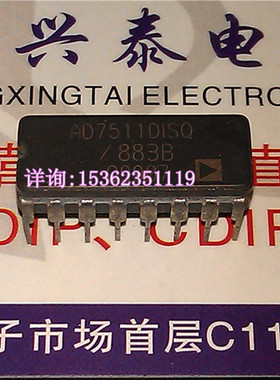 兴泰电
GXINGTAI ELECTRO
AD7511DISQ
/883B
详询:15362351119
DIP, CDIP
子市场首层C11